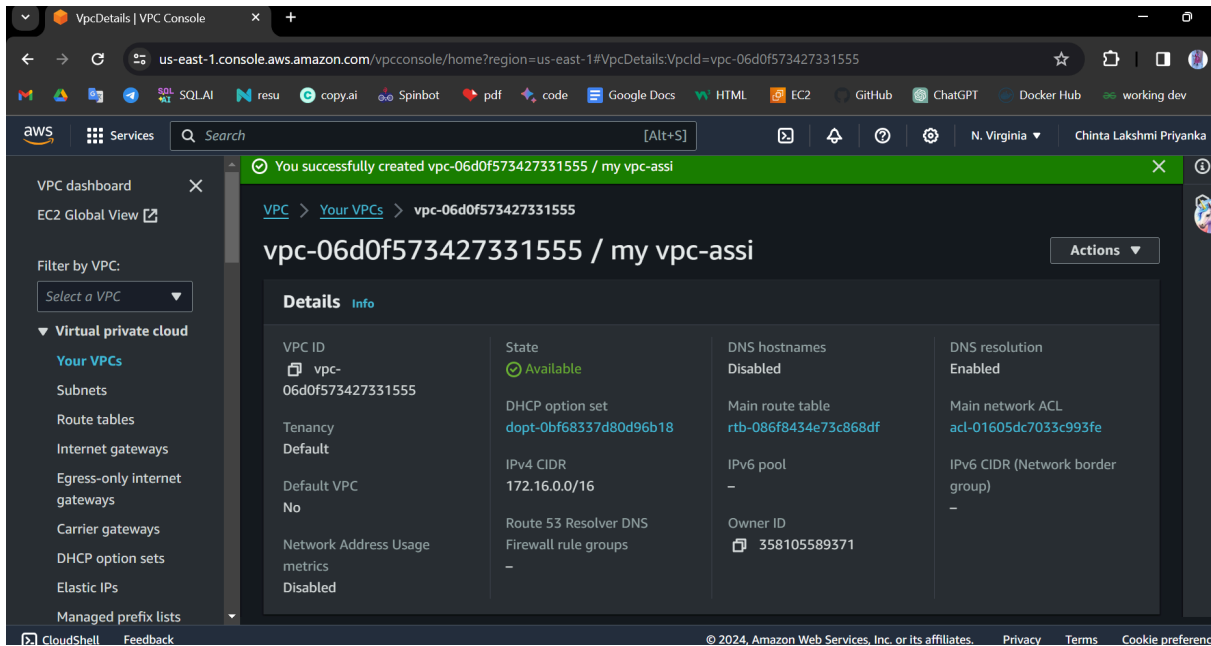 VpcDetails | VPC Console
us-east-1.console.aws.amazon.com/vpcconsole/home?region=us-east-1#VpcDetails:VpcId=vpc-06d0f573427331555
SQL.AI resu copy.ai Spinbot pdf code Google Docs HTML EC2 GitHub ChatGPT Docker Hub working dev
aws Services Search [Alt+S] N. Virginia Chinta Lakshmi Priyanka
You successfully created vpc-06d0f573427331555 / my vpc-assi
VPC dashboard
EC2 Global View
Filter by VPC:
Select a VPC
Virtual private cloud
Your VPCs
Subnets
Route tables
Internet gateways
Egress-only internet
gateways
Carrier gateways
DHCP option sets
Elastic IPs
Managed prefix lists
VPC > Your VPCs > vpc-06d0f573427331555
vpc-06d0f573427331555 / my vpc-assi
Actions
Details Info
VPC ID
vpc-
06d0f573427331555
State
Available
DNS hostnames
Disabled
DNS resolution
Enabled
Tenancy
Default
DHCP option set
dopt-0bf68337d80d96b18
Main route table
rtb-086f8434e73c868df
Main network ACL
acl-01605dc7033c993fe
Default VPC
No
IPv4 CIDR
172.16.0.0/16
IPv6 pool
–
IPv6 CIDR (Network border
group)
–
Network Address Usage
metrics
Disabled
Route 53 Resolver DNS
Firewall rule groups
–
Owner ID
358105589371
CloudShell Feedback © 2024, Amazon Web Services, Inc. or its affiliates. Privacy Terms Cookie preferenc